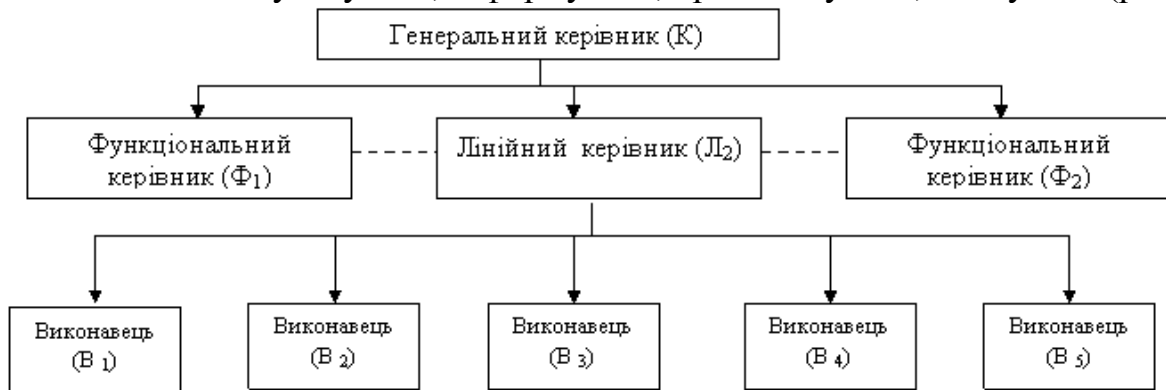 Генеральний керівник (К)
Функціональний
керівник (Ф₁)
Лінійний керівник (Л₂)
Функціональний
керівник (Ф₂)
Виконавець
(В 1)
Виконавець
(В 2)
Виконавець
(В 3)
Виконавець
(В 4)
Виконавець
(В 5)